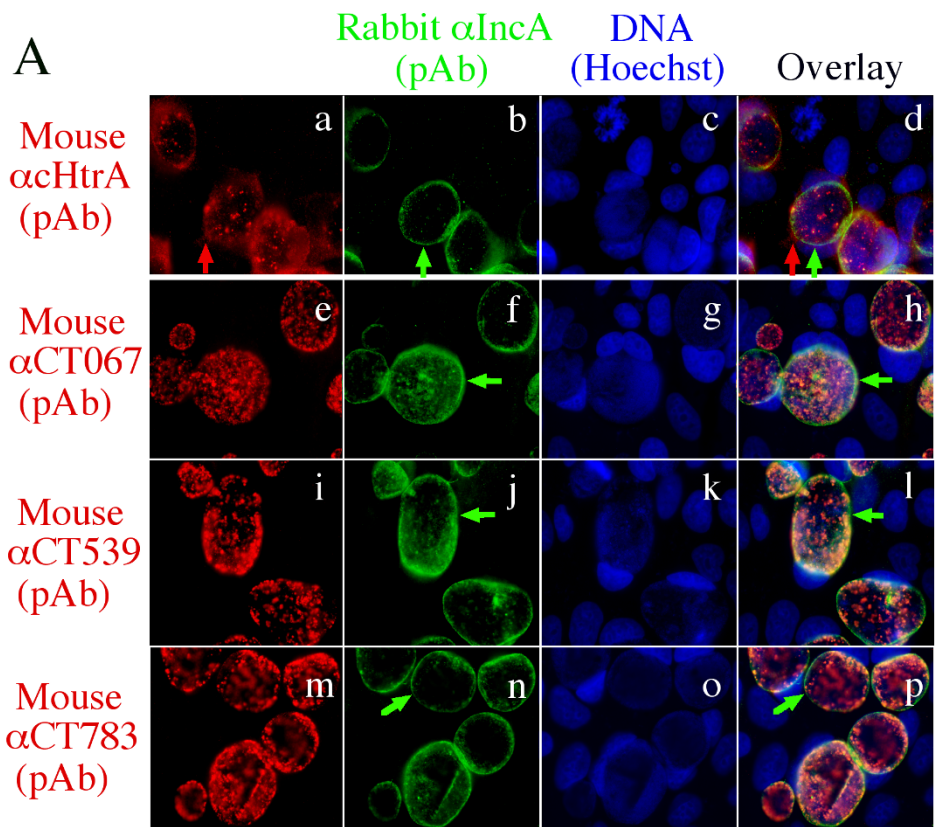 A
Rabbit αIncA
(pAb)
DNA
(Hoechst)
Overlay
Mouse
αcHtrA
(pAb)
a
b
c
d
Mouse
αCT067
(pAb)
e
f
g
h
Mouse
αCT539
(pAb)
i
j
k
l
Mouse
αCT783
(pAb)
m
n
o
p